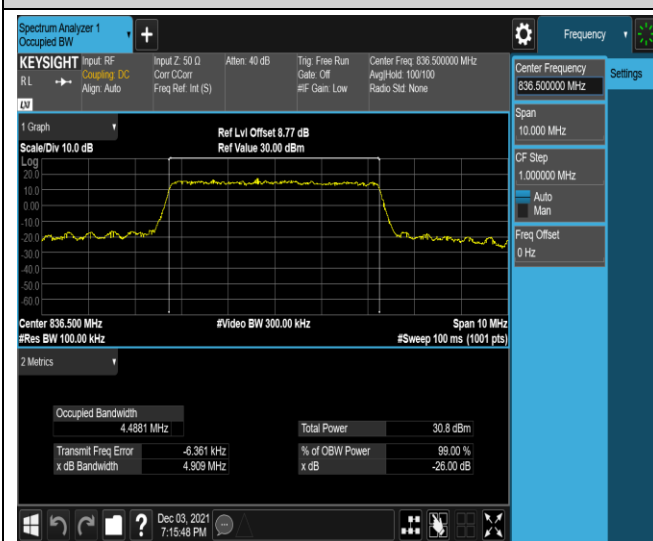 Spectrum Analyzer 1
Occupied BW
Frequency
KEYSIGHT
RL
Input: RF
Coupling: DC
Align: Auto
Input Z: 50 Ω
Corr CCorr
Freq Ref: Int (S)
Atten: 40 dB
Trig: Free Run
Gate: Off
#IF Gain: Low
Center Freq: 836.500000 MHz
Avg|Hold: 100/100
Radio Std: None
LXI
1 Graph
Scale/Div 10.0 dB
Ref Lvl Offset 8.77 dB
Ref Value 30.00 dBm
Log
20.0
10.0
0.00
-10.0
-20.0
-30.0
-40.0
-50.0
-60.0
Center 836.500 MHz
#Res BW 100.00 kHz
#Video BW 300.00 kHz
Span 10 MHz
#Sweep 100 ms (1001 pts)
2 Metrics
Occupied Bandwidth
4.4881 MHz
Total Power 30.8 dBm
Transmit Freq Error -6.361 kHz
% of OBW Power 99.00 %
x dB Bandwidth 4.909 MHz
x dB -26.00 dB
Dec 03, 2021
7:15:48 PM
Center Frequency
836.500000 MHz
Settings
Span
10.000 MHz
CF Step
1.000000 MHz
Auto
Man
Freq Offset
0 Hz